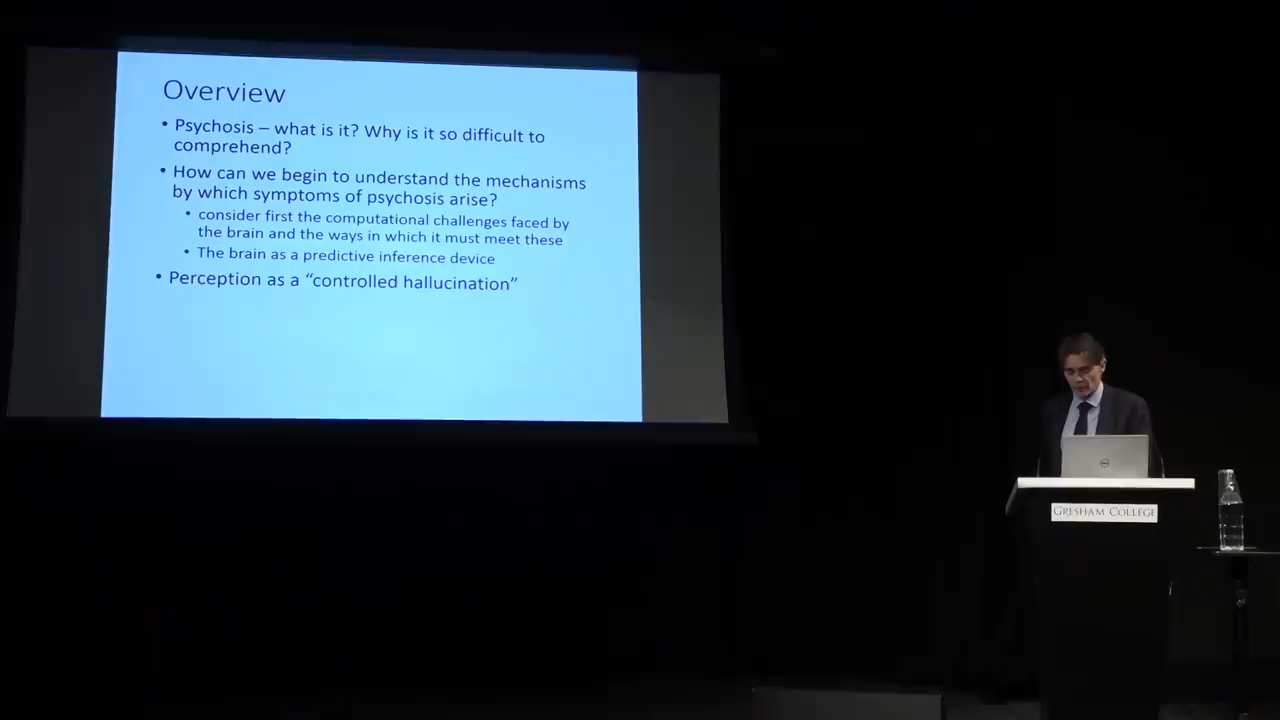 Overview
• Psychosis – what is it? Why is it so difficult to
comprehend?
• How can we begin to understand the mechanisms
by which symptoms of psychosis arise?
• consider first the computational challenges faced by
the brain and the ways in which it must meet these
• The brain as a predictive inference device
• Perception as a “controlled hallucination”
GRESHAM COLLEGE